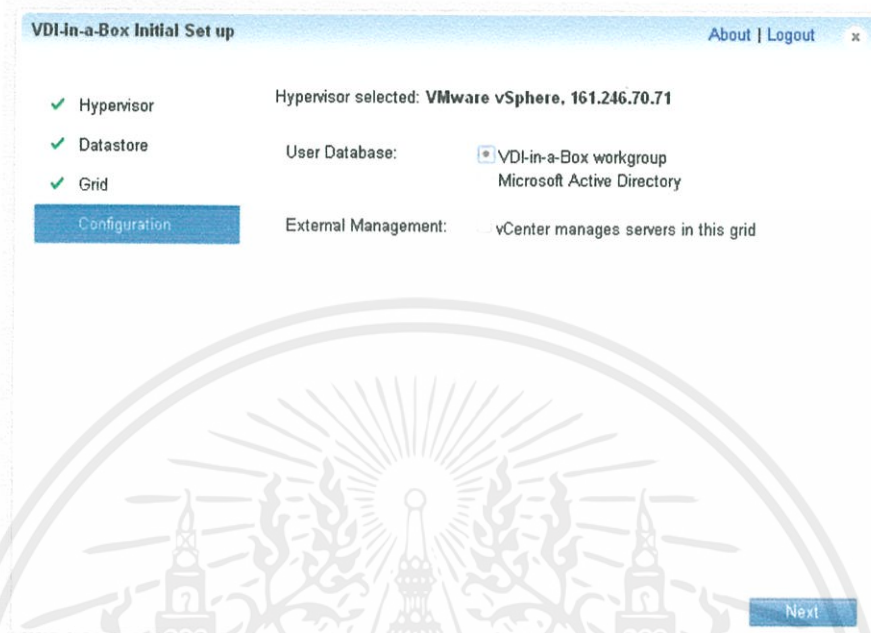 VDI-in-a-Box Initial Set up
About | Logout x
✓ Hypervisor
✓ Datastore
✓ Grid
Configuration
Hypervisor selected: VMware vSphere, 161.246.70.71
User Database: VDI-in-a-Box workgroup
Microsoft Active Directory
External Management: vCenter manages servers in this grid
Next